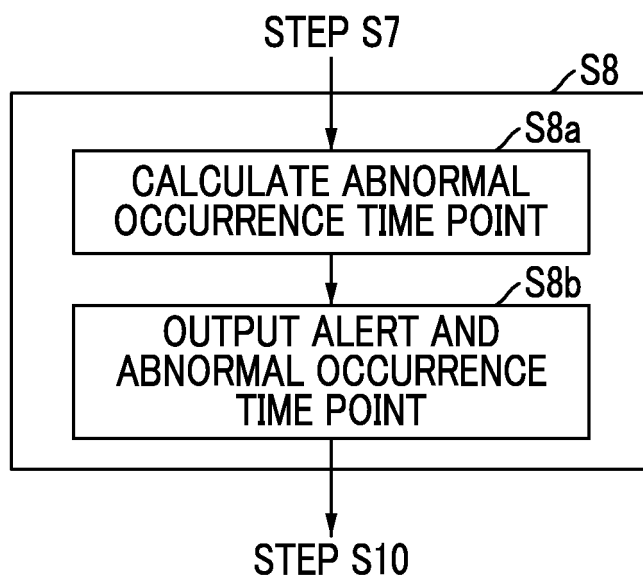 STEP S7
S8
S8a
CALCULATE ABNORMAL
OCCURRENCE TIME POINT
S8b
OUTPUT ALERT AND
ABNORMAL OCCURRENCE
TIME POINT
STEP S10